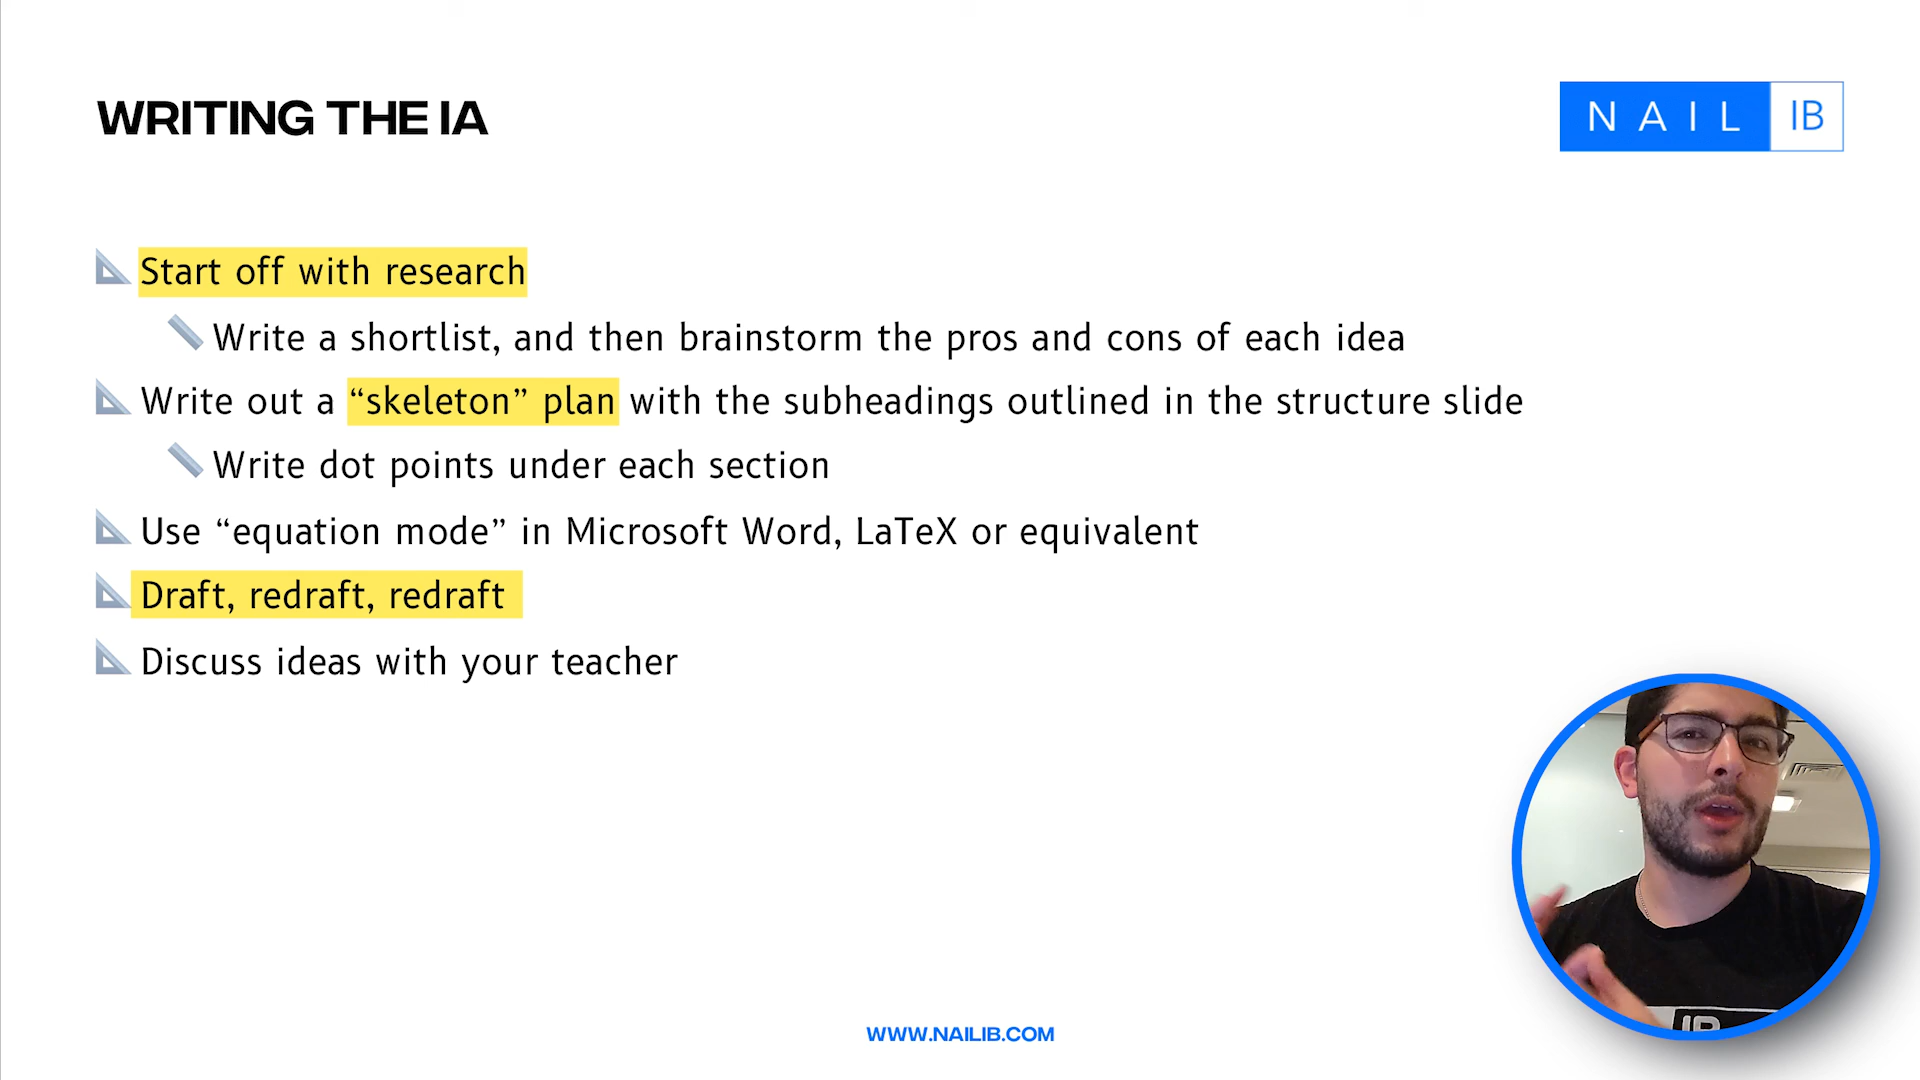 WRITING THE IA
NAIL IB
Start off with research
Write a shortlist, and then brainstorm the pros and cons of each idea
Write out a “skeleton” plan with the subheadings outlined in the structure slide
Write dot points under each section
Use “equation mode” in Microsoft Word, LaTeX or equivalent
Draft, redraft, redraft
Discuss ideas with your teacher
IB
WWW.NAILIB.COM